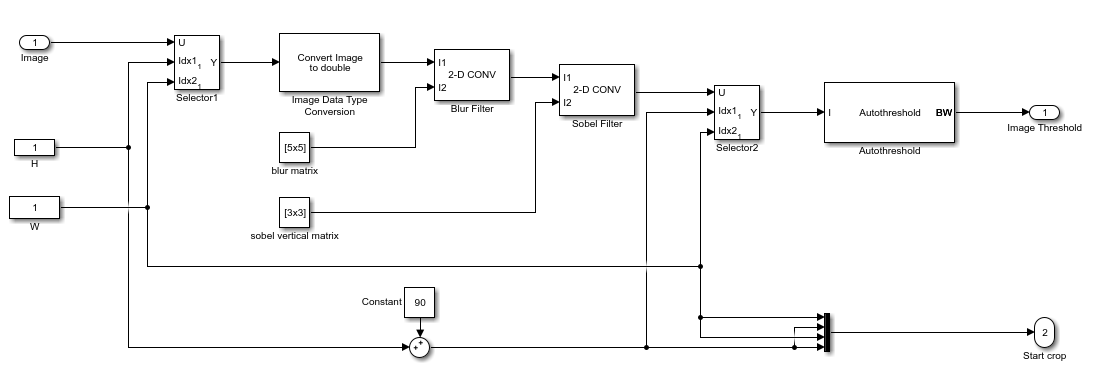 1
Image
U
Idx1 1
Y
Idx2 1
Selector1
Convert Image
to double
Image Data Type
Conversion
I1
2-D CONV
I2
Blur Filter
I1
2-D CONV
I2
Sobel Filter
U
Idx1 1
Y
Idx2 1
Selector2
I
Autothreshold
BW
Autothreshold
1
Image Threshold
1
H
[5x5]
blur matrix
1
W
[3x3]
sobel vertical matrix
Constant
90
+
+
2
Start crop